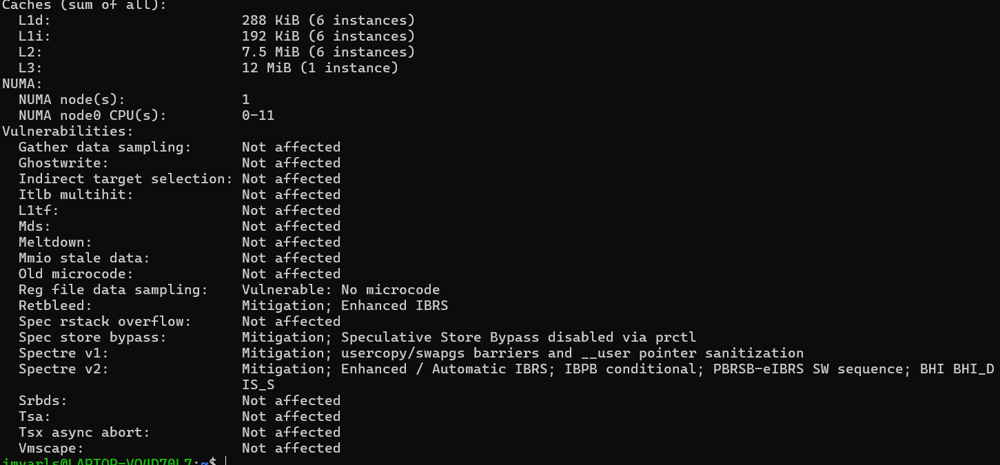 Caches (sum of all):
L1d: 288 KiB (6 instances)
L1i: 192 KiB (6 instances)
L2: 7.5 MiB (6 instances)
L3: 12 MiB (1 instance)
NUMA:
NUMA node(s): 1
NUMA node0 CPU(s): 0-11
Vulnerabilities:
Gather data sampling: Not affected
Ghostwrite: Not affected
Indirect target selection: Not affected
Itlb multihit: Not affected
L1tf: Not affected
Mds: Not affected
Meltdown: Not affected
Mmio stale data: Not affected
Old microcode: Not affected
Reg file data sampling: Vulnerable: No microcode
Retbleed: Mitigation; Enhanced IBRS
Spec rstack overflow: Not affected
Spec store bypass: Mitigation; Speculative Store Bypass disabled via prctl
Spectre v1: Mitigation; usercopy/swapgs barriers and __user pointer sanitization
Spectre v2: Mitigation; Enhanced / Automatic IBRS; IBPB conditional; PBRSB-eIBRS SW sequence; BHI BHI_D
IS_S
Srbds: Not affected
Tsa: Not affected
Tsx async abort: Not affected
Vmscape: Not affected
:~$